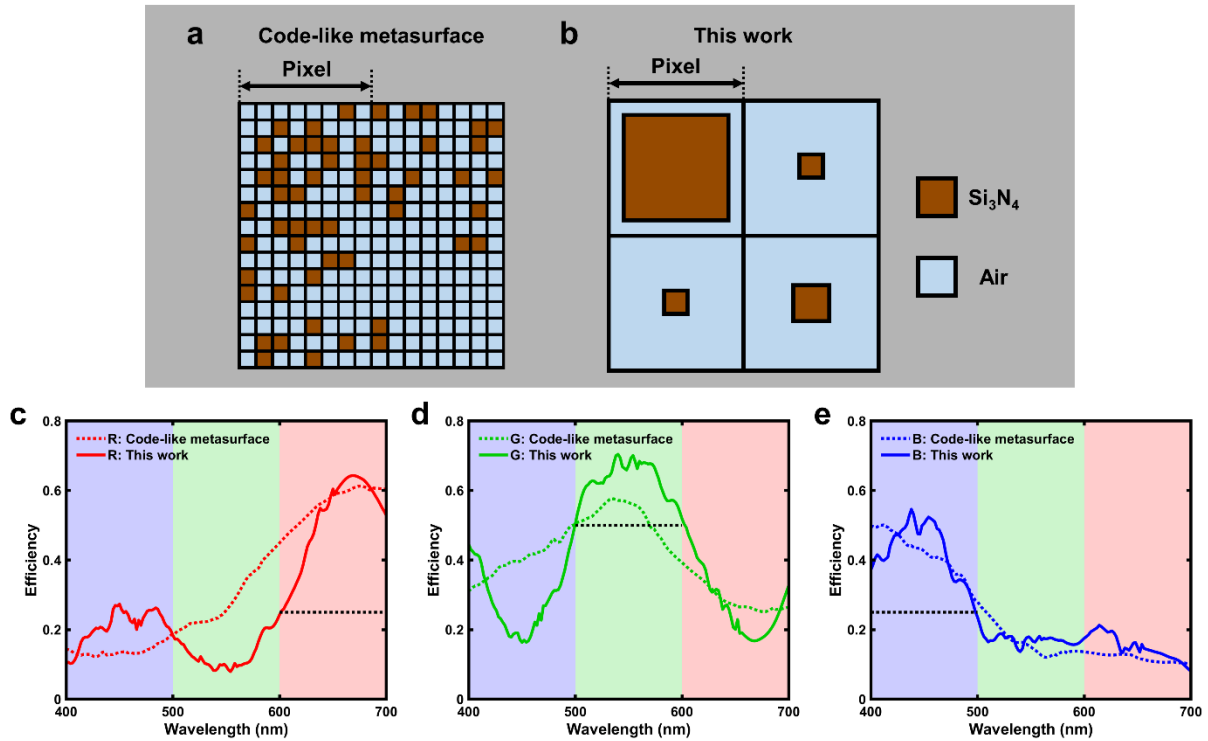 a Code-like metasurface
Pixel
b This work
Pixel
Si₃N₄
Air
c
0.8
0.6
0.4
0.2
0
Efficiency
R: Code-like metasurface
R: This work
400 500 600 700
Wavelength (nm)
d
0.8
0.6
0.4
0.2
0
Efficiency
G: Code-like metasurface
G: This work
400 500 600 700
Wavelength (nm)
e
0.8
0.6
0.4
0.2
0
Efficiency
B: Code-like metasurface
B: This work
400 500 600 700
Wavelength (nm)